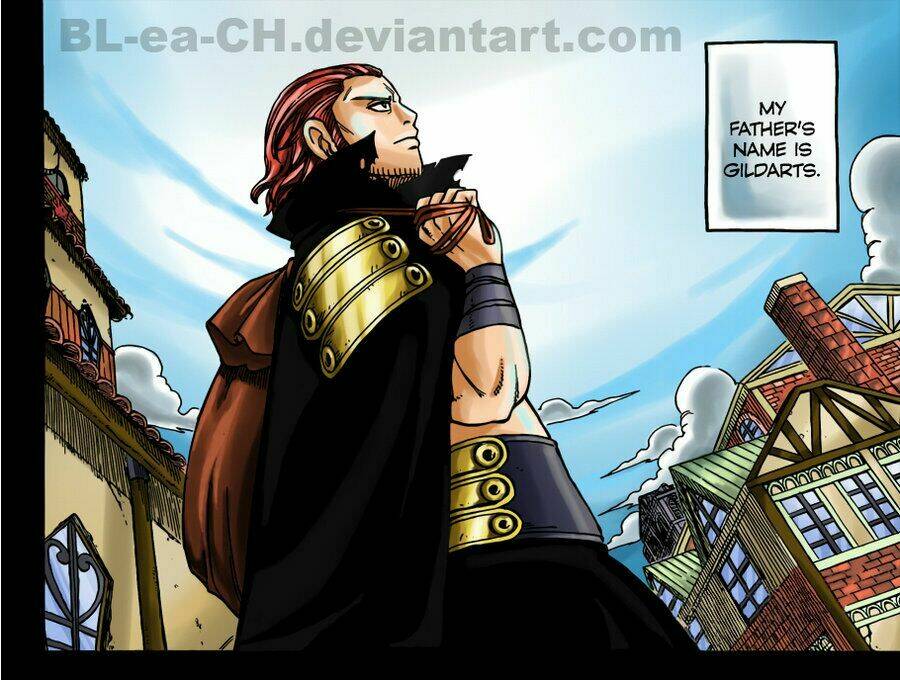 BL-ea-CH.deviantart.com
MY
FATHER'S
NAME IS
GILDARTS.